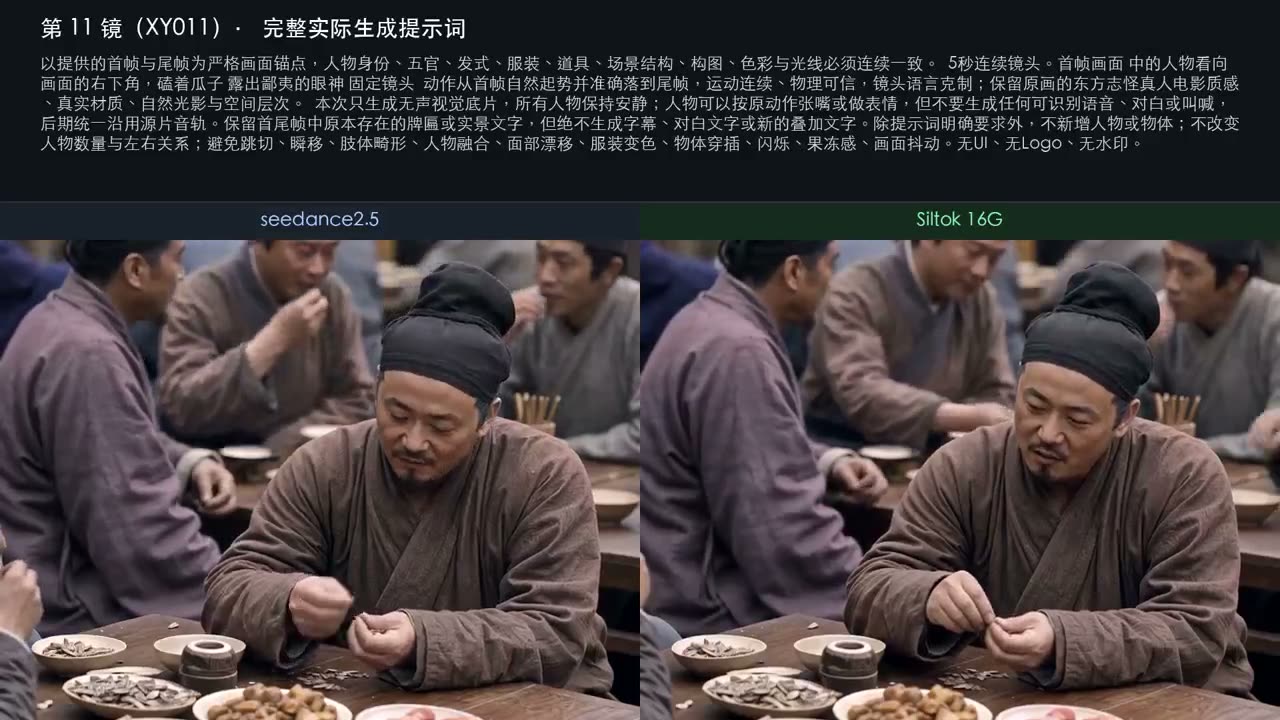 第 11 镜（XY011）· 完整实际生成提示词
以提供的首帧与尾帧为严格画面锚点，人物身份、五官、发式、服装、道具、场景结构、构图、色彩与光线必须连续一致。 5秒连续镜头。首帧画面 中的人物看向
画面的右下角，磕着瓜子 露出鄙夷的眼神 固定镜头 动作从首帧自然起势并准确落到尾帧，运动连续、物理可信，镜头语言克制；保留原画的东方志怪真人电影质感
、真实材质、自然光影与空间层次。 本次只生成无声视觉底片，所有人物保持安静；人物可以按原动作张嘴或做表情，但不要生成任何可识别语音、对白或叫喊，
后期统一沿用源片音轨。保留首尾帧中原本存在的牌匾或实景文字，但绝不生成字幕、对白文字或新的叠加文字。除提示词明确要求外，不新增人物或物体；不改变
人物数量与左右关系；避免跳切、瞬移、肢体畸形、人物融合、面部漂移、服装变色、物体穿插、闪烁、果冻感、画面抖动。无UI、无Logo、无水印。
seedance2.5
Siltok 16G